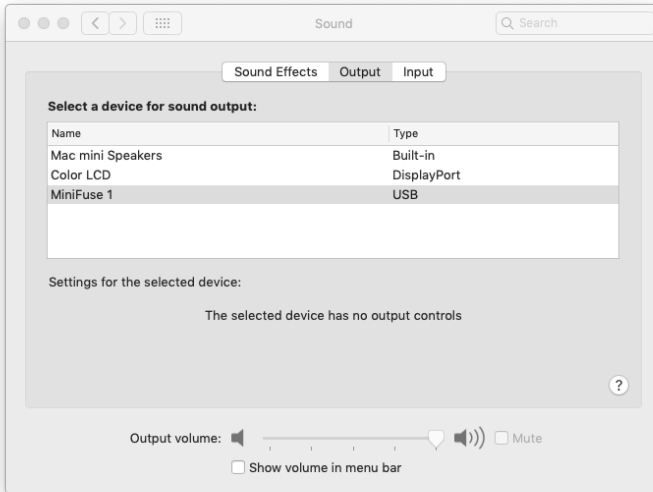 Sound
Search
Sound Effects Output Input
Select a device for sound output:
Name Type
Mac mini Speakers Built-in
Color LCD DisplayPort
MiniFuse 1 USB
Settings for the selected device:
The selected device has no output controls
?
Output volume: Mute
Show volume in menu bar